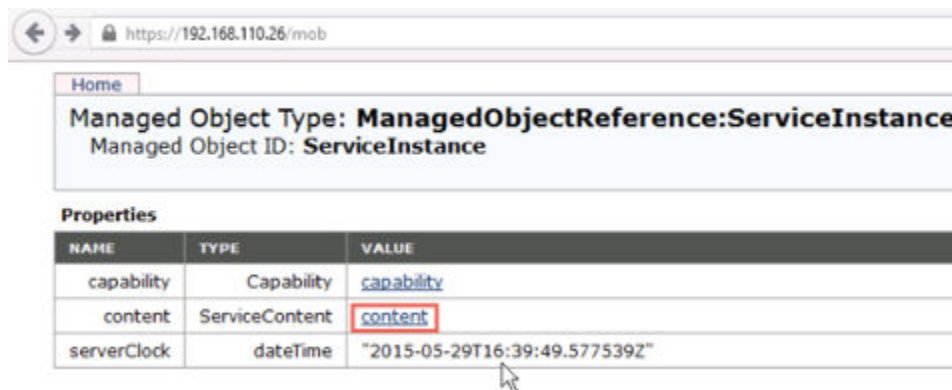 https://192.168.110.26/mob
Home
Managed Object Type: ManagedObjectReference:ServiceInstance
Managed Object ID: ServiceInstance
Properties
NAME TYPE VALUE
capability Capability capability
content ServiceContent content
serverClock dateTime "2015-05-29T16:39:49.577539Z"